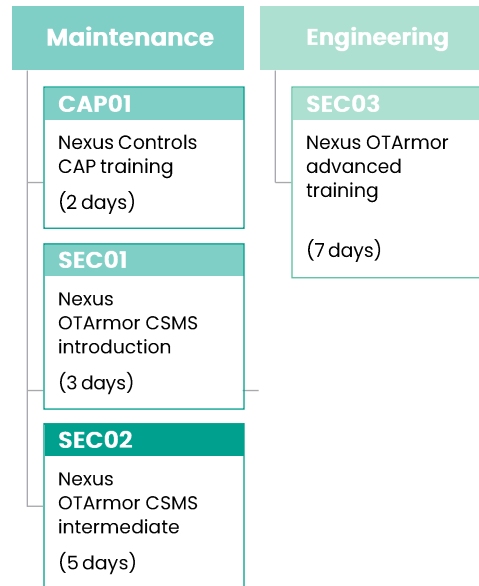 Maintenance
CAP01
Nexus Controls
CAP training
(2 days)
SEC01
Nexus
OTArmor CSMS
introduction
(3 days)
SEC02
Nexus
OTArmor CSMS
intermediate
(5 days)
Engineering
SEC03
Nexus OTArmor
advanced
training
(7 days)